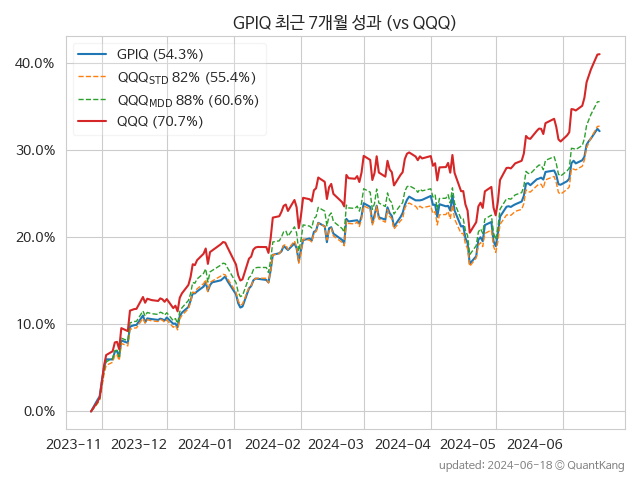 GPIQ 최근 7개월 성과 (vs QQQ)
GPIQ (54.3%)
QQQSTD 82% (55.4%)
QQQMDD 88% (60.6%)
QQQ (70.7%)
40.0%
30.0%
20.0%
10.0%
0.0%
2023-11 2023-12 2024-01 2024-02 2024-03 2024-04 2024-05 2024-06
updated: 2024-06-18 © QuantKang